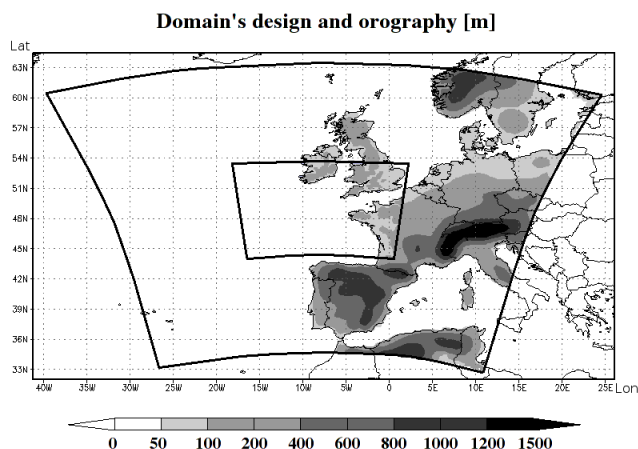 Domain's design and orography [m]
Lat
63N
60N
57N
54N
51N
48N
45N
42N
39N
36N
33N
40W 35W 30W 25W 20W 15W 10W 5W 0 5E 10E 15E 20E 25E Lon
0 50 100 200 400 600 800 1000 1200 1500